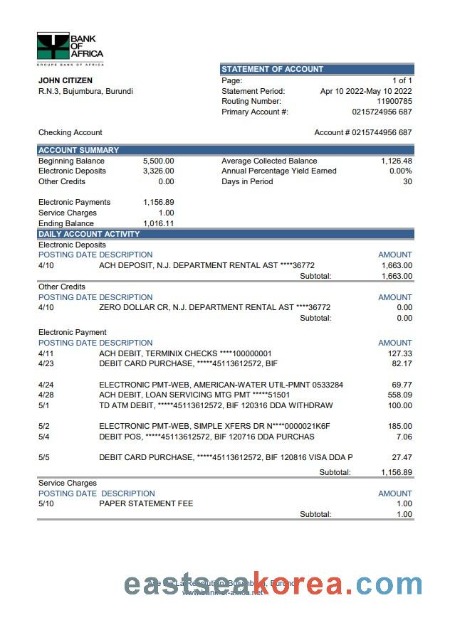 BANK
OF
AFRICA
GROUPE BANK OF AFRICA
JOHN CITIZEN
R.N.3, Bujumbura, Burundi
STATEMENT OF ACCOUNT
Page: 1 of 1
Statement Period: Apr 10 2022-May 10 2022
Routing Number: 11900785
Primary Account #: 0215724956 687
Checking Account Account # 0215744956 687
ACCOUNT SUMMARY
Beginning Balance 5,500.00 Average Collected Balance 1,126.48
Electronic Deposits 3,326.00 Annual Percentage Yield Earned 0.00%
Other Credits 0.00 Days in Period 30
Electronic Payments 1,156.89
Service Charges 1.00
Ending Balance 1,016.11
DAILY ACCOUNT ACTIVITY
Electronic Deposits
POSTING DATE DESCRIPTION AMOUNT
4/10 ACH DEPOSIT, N.J. DEPARTMENT RENTAL AST ****36772 1,663.00
Subtotal: 1,663.00
Other Credits
POSTING DATE DESCRIPTION AMOUNT
4/10 ZERO DOLLAR CR, N.J. DEPARTMENT RENTAL AST ****36772 0.00
Subtotal: 0.00
Electronic Payment
POSTING DATE DESCRIPTION AMOUNT
4/11 ACH DEBIT, TERMINIX CHECKS ****100000001 127.33
4/23 DEBIT CARD PURCHASE, *****45113612572, BIF 82.17
4/24 ELECTRONIC PMT-WEB, AMERICAN-WATER UTIL-PMNT 0533284 69.77
4/28 ACH DEBIT, LOAN SERVICING MTG PMT *****51501 558.09
5/1 TD ATM DEBIT, *****45113612572, BIF 120316 DDA WITHDRAW 100.00
5/2 ELECTRONIC PMT-WEB, SIMPLE XFERS DR N****0000021K6F 185.00
5/4 DEBIT POS, *****45113612572, BIF 120716 DDA PURCHAS 7.06
5/5 DEBIT CARD PURCHASE, *****45113612572, BIF 120816 VISA DDA P 27.47
Subtotal: 1,156.89
Service Charges
POSTING DATE DESCRIPTION AMOUNT
5/10 PAPER STATEMENT FEE 1.00
Subtotal: 1.00
eastseakorea.com